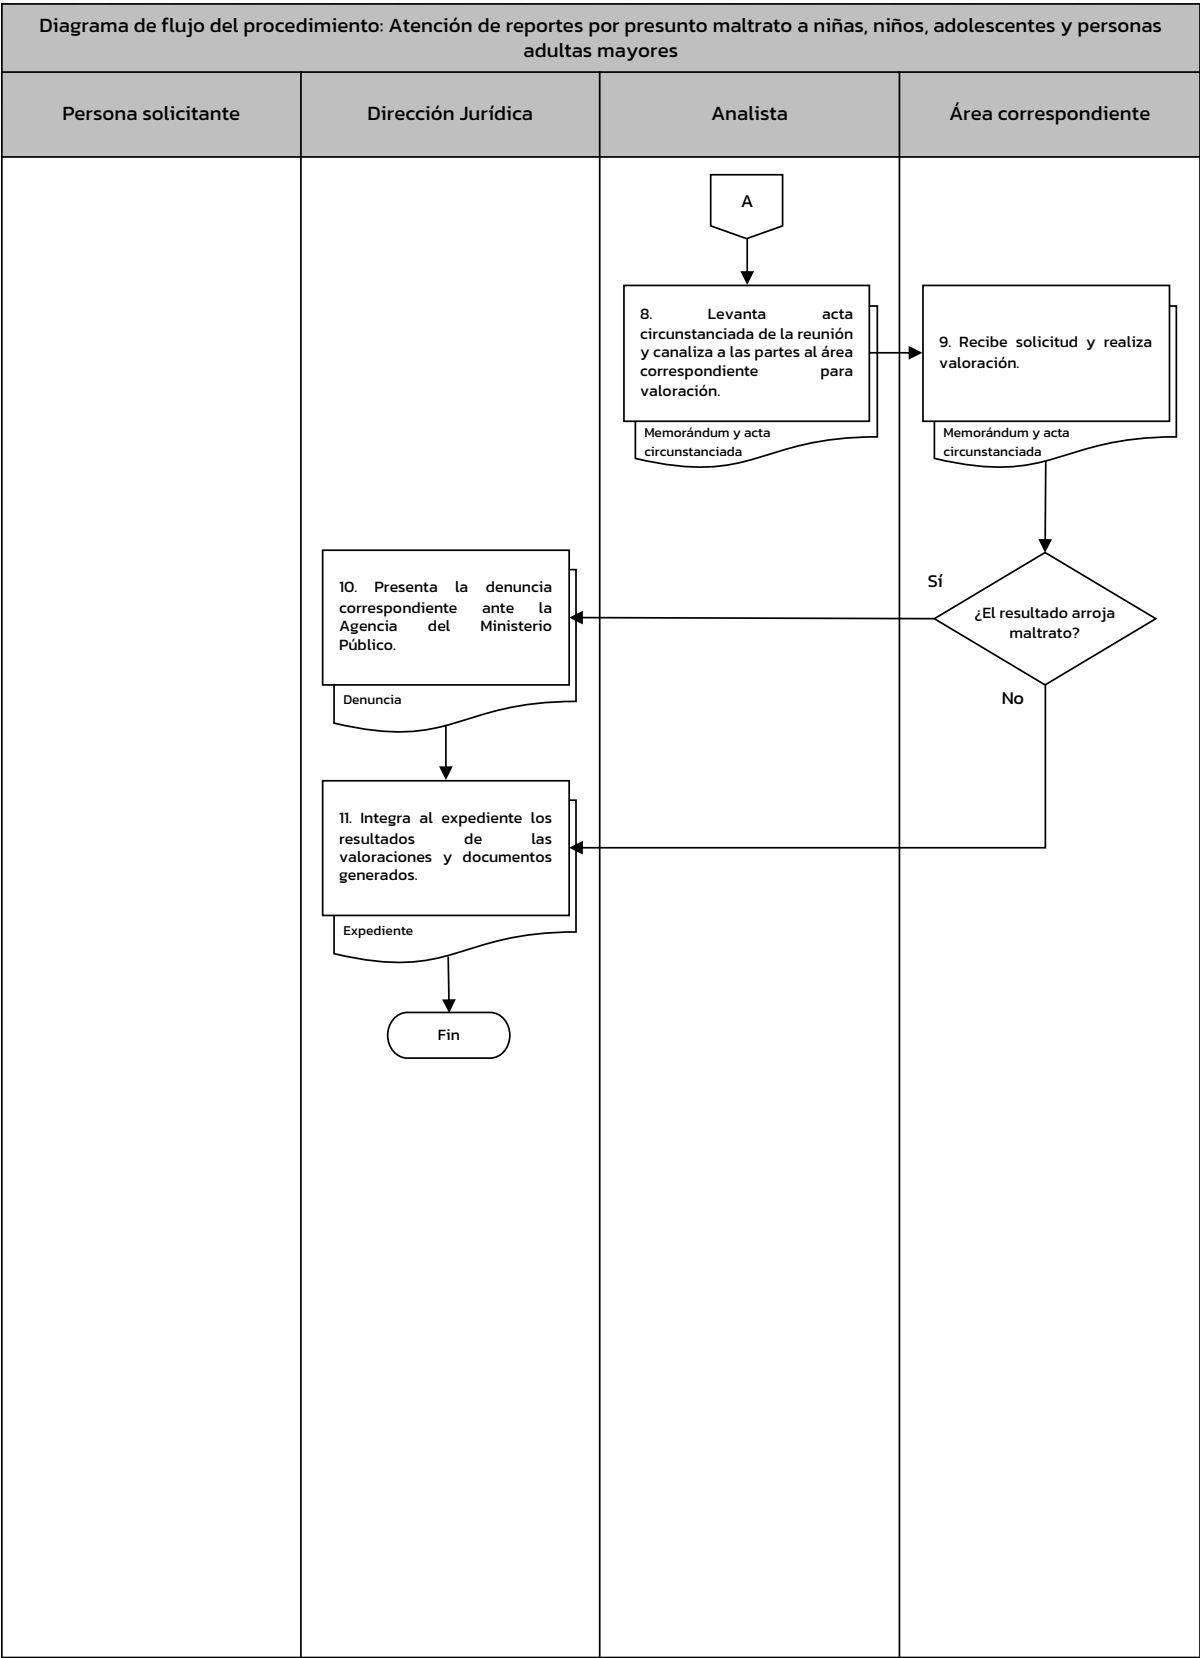 Diagrama de flujo del procedimiento: Atención de reportes por presunto maltrato a niñas, niños, adolescentes y personas
adultas mayores
Persona solicitante
Dirección Jurídica
Analista
Área correspondiente
A
8. Levanta acta
circunstanciada de la reunión
y canaliza a las partes al área
correspondiente para
valoración.
Memorándum y acta
circunstanciada
9. Recibe solicitud y realiza
valoración.
Memorándum y acta
circunstanciada
¿El resultado arroja
maltrato?
Sí
No
10. Presenta la denuncia
correspondiente ante la
Agencia del Ministerio
Público.
Denuncia
11. Integra al expediente los
resultados de las
valoraciones y documentos
generados.
Expediente
Fin